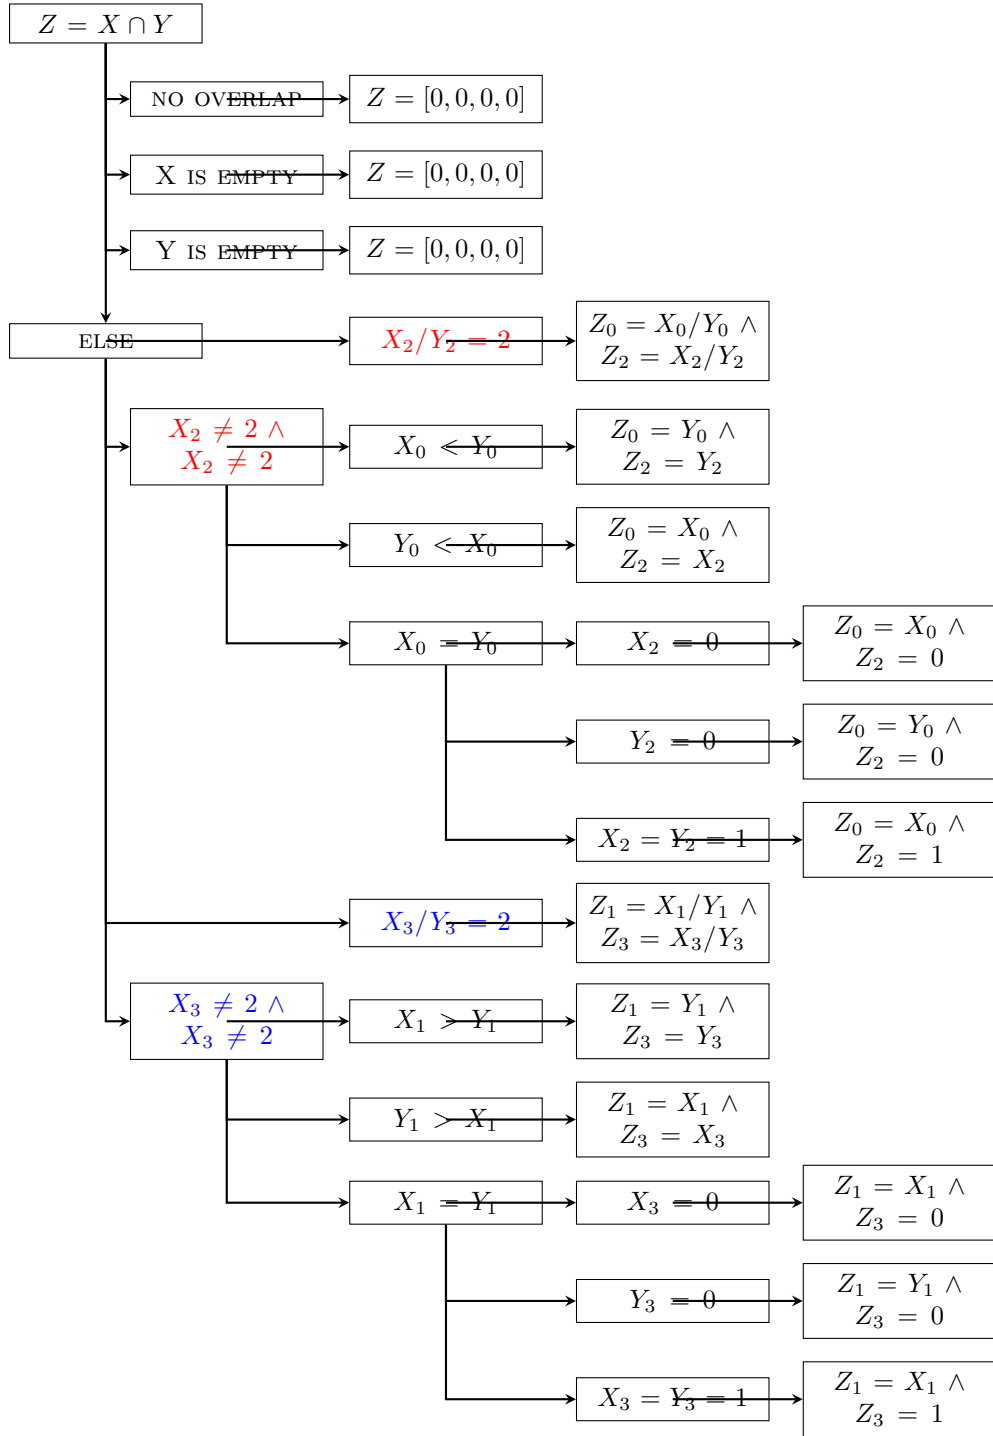 Z = X ∩ Y
NO OVERLAP Z = [0, 0, 0, 0]
X IS EMPTY Z = [0, 0, 0, 0]
Y IS EMPTY Z = [0, 0, 0, 0]
ELSE
X₂/Y₂ = 2
Z₀ = X₀/Y₀ ∧
Z₂ = X₂/Y₂
X₂ ≠ 2 ∧
X₂ ≠ 2
X₀ < Y₀
Z₀ = Y₀ ∧
Z₂ = Y₂
Y₀ < X₀
Z₀ = X₀ ∧
Z₂ = X₂
X₀ = Y₀
X₂ = 0
Z₀ = X₀ ∧
Z₂ = 0
Y₂ = 0
Z₀ = Y₀ ∧
Z₂ = 0
X₂ = Y₂ = 1
Z₀ = X₀ ∧
Z₂ = 1
X₃/Y₃ = 2
Z₁ = X₁/Y₁ ∧
Z₃ = X₃/Y₃
X₃ ≠ 2 ∧
X₃ ≠ 2
X₁ > Y₁
Z₁ = Y₁ ∧
Z₃ = Y₃
Y₁ > X₁
Z₁ = X₁ ∧
Z₃ = X₃
X₁ = Y₁
X₃ = 0
Z₁ = X₁ ∧
Z₃ = 0
Y₃ = 0
Z₁ = Y₁ ∧
Z₃ = 0
X₃ = Y₃ = 1
Z₁ = X₁ ∧
Z₃ = 1